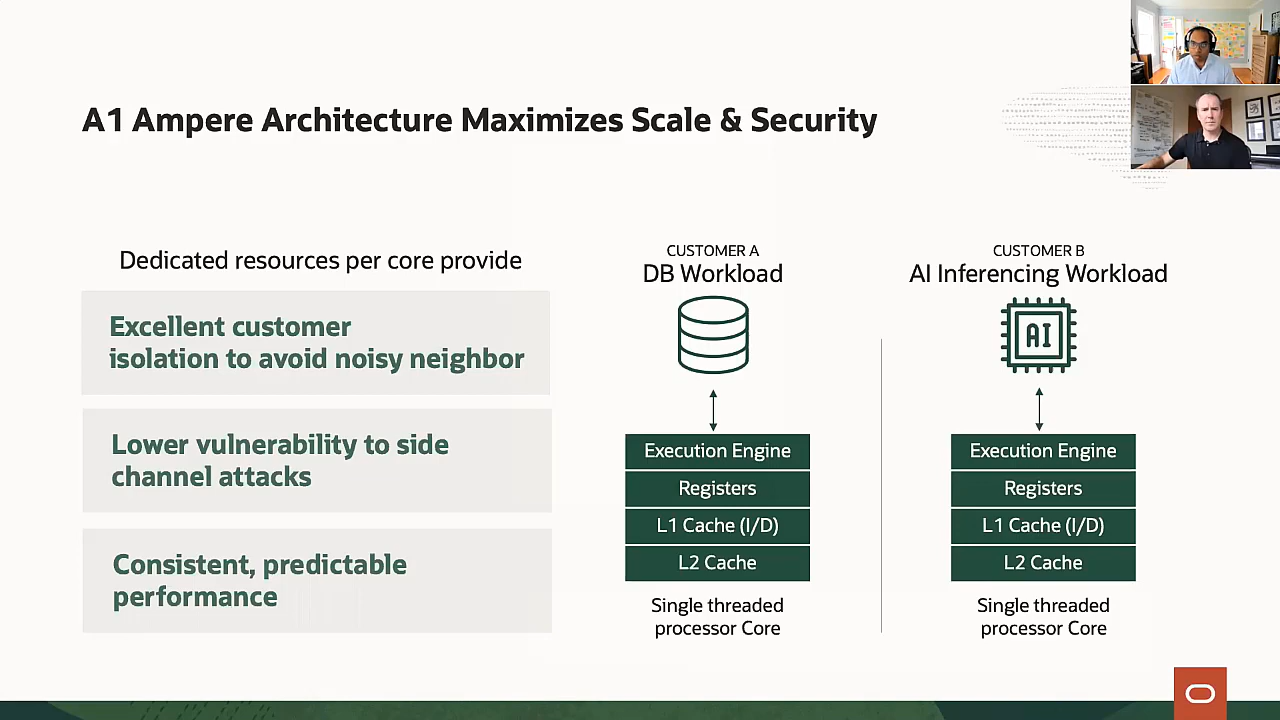 A1 Ampere Architecture Maximizes Scale & Security
Dedicated resources per core provide
Excellent customer
isolation to avoid noisy neighbor
Lower vulnerability to side
channel attacks
Consistent, predictable
performance
CUSTOMER A
DB Workload
Execution Engine
Registers
L1 Cache (I/D)
L2 Cache
Single threaded
processor Core
CUSTOMER B
AI Inferencing Workload
AI
Execution Engine
Registers
L1 Cache (I/D)
L2 Cache
Single threaded
processor Core